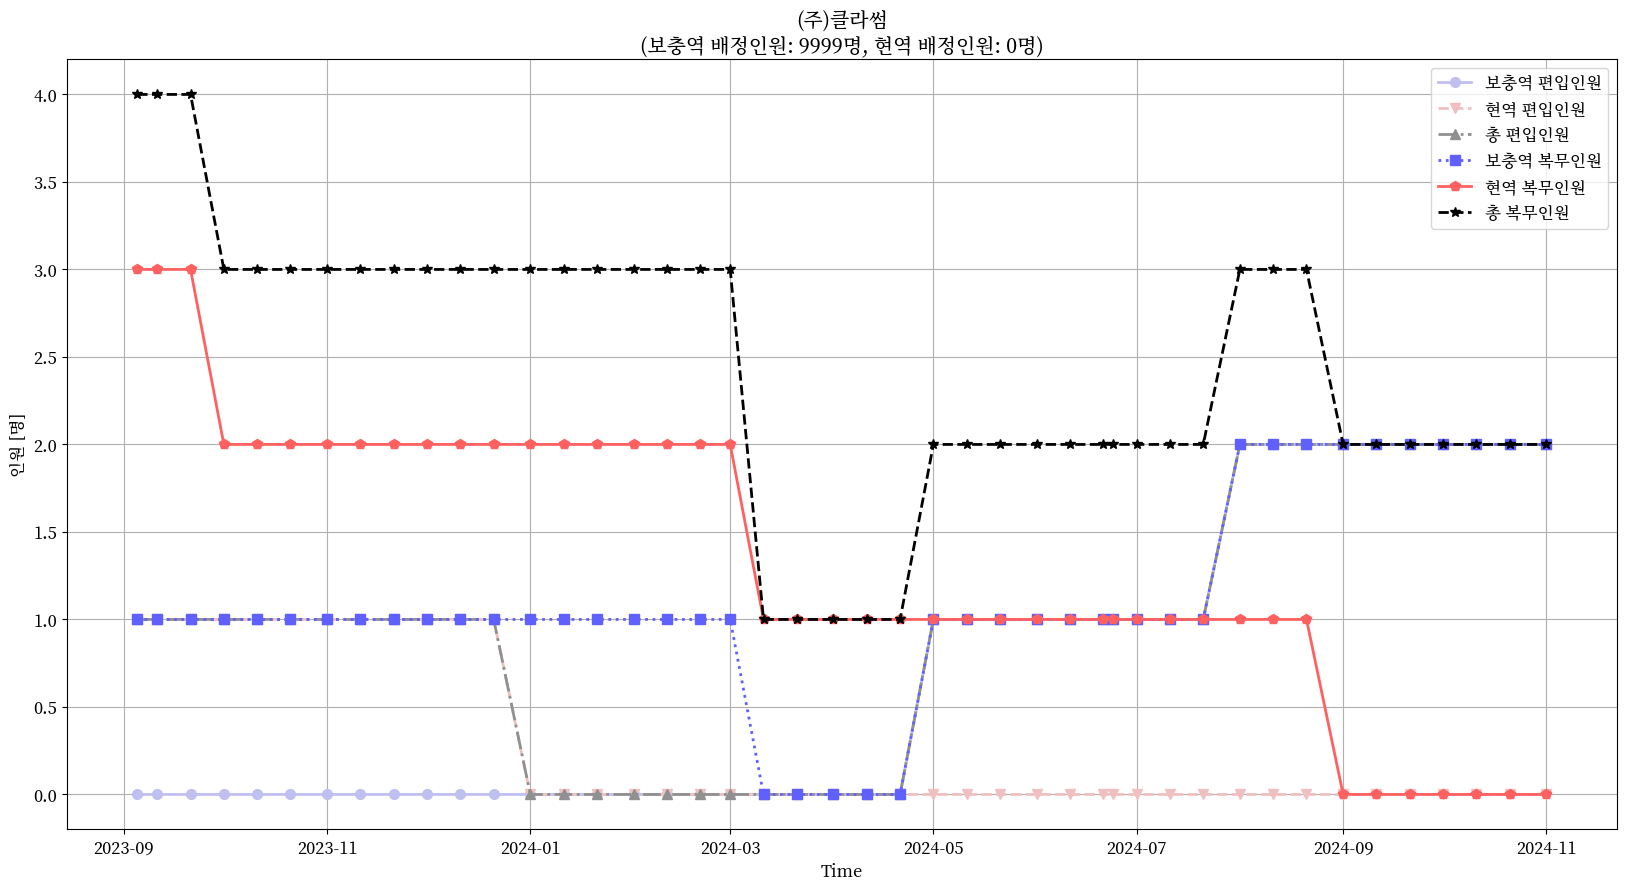 (주)클라썸
(보충역 배정인원: 9999명, 현역 배정인원: 0명)
보충역 편입인원
현역 편입인원
총 편입인원
보충역 복무인원
현역 복무인원
총 복무인원
4.0
3.5
3.0
2.5
2.0
1.5
1.0
0.5
0.0
인원 [명]
2023-09
2023-11
2024-01
2024-03
2024-05
2024-07
2024-09
2024-11
Time